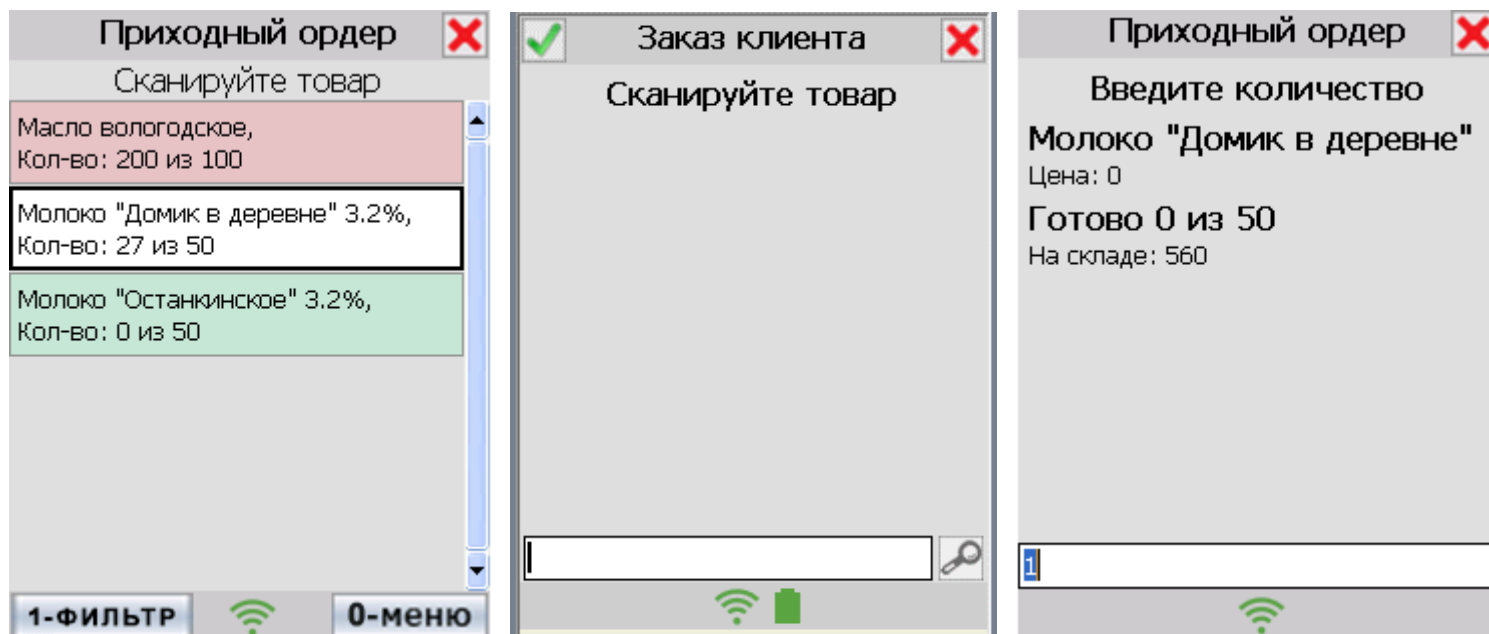 Приходный ордер
Сканируйте товар
Масло вологодское,
Кол-во: 200 из 100
Молоко "Домик в деревне" 3.2%,
Кол-во: 27 из 50
Молоко "Останкинское" 3.2%,
Кол-во: 0 из 50
1-ФИЛЬТР
0-меню
Заказ клиента
Сканируйте товар
Приходный ордер
Введите количество
Молоко "Домик в деревне"
Цена: 0
Готово 0 из 50
На складе: 560
1